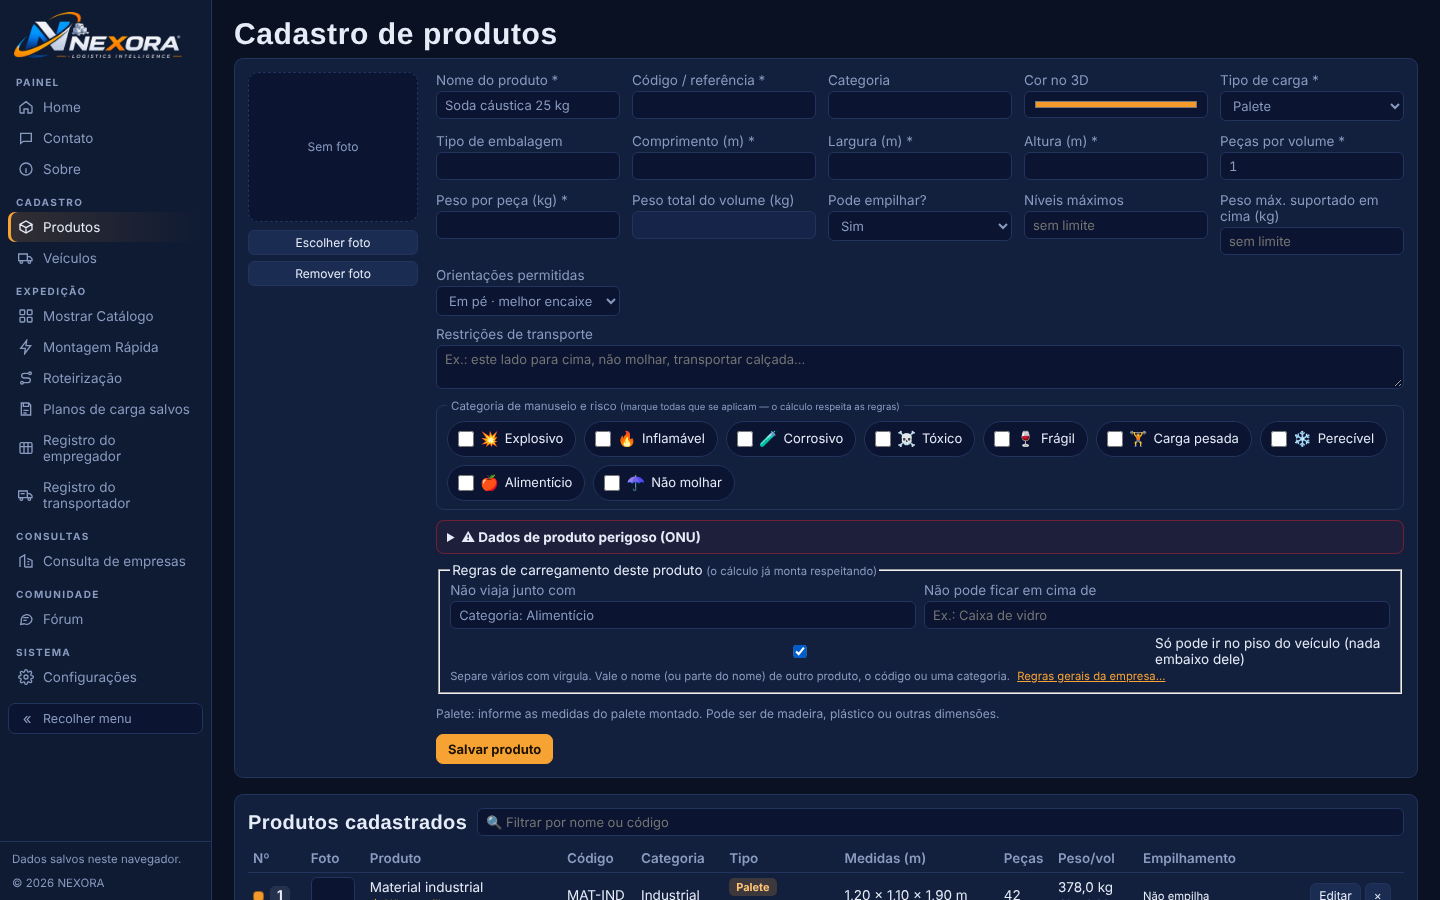 NEXORA
LOGISTICS INTELLIGENCE
PAINEL
Home
Contato
Sobre
CADASTRO
Produtos
Veículos
EXPEDIÇÃO
Mostrar Catálogo
Montagem Rápida
Roteirização
Planos de carga salvos
Registro do
empregador
Registro do
transportador
CONSULTAS
Consulta de empresas
COMUNIDADE
Fórum
SISTEMA
Configurações
« Recolher menu
Dados salvos neste navegador.
© 2026 NEXORA
Cadastro de produtos
Sem foto
Escolher foto
Remover foto
Nome do produto * Código / referência * Categoria Cor no 3D Tipo de carga *
Soda cáustica 25 kg Palete
Tipo de embalagem Comprimento (m) * Largura (m) * Altura (m) * Peças por volume *
1
Peso por peça (kg) * Peso total do volume (kg) Pode empilhar? Níveis máximos Peso máx. suportado em
cima (kg)
Sim sem limite sem limite
Orientações permitidas
Em pé · melhor encaixe
Restrições de transporte
Ex.: este lado para cima, não molhar, transportar calçada...
Categoria de manuseio e risco (marque todas que se aplicam — o cálculo respeita as regras)
💥 Explosivo 🔥 Inflamável 🧪 Corrosivo ☠️ Tóxico 🍷 Frágil 🏋️ Carga pesada ❄️ Perecível
🍎 Alimentício ☂️ Não molhar
▶ ⚠ Dados de produto perigoso (ONU)
Regras de carregamento deste produto (o cálculo já monta respeitando)
Não viaja junto com Não pode ficar em cima de
Categoria: Alimentício Ex.: Caixa de vidro
Só pode ir no piso do veículo (nada
embaixo dele)
Separe vários com vírgula. Vale o nome (ou parte do nome) de outro produto, o código ou uma categoria. Regras gerais da empresa...
Palete: informe as medidas do palete montado. Pode ser de madeira, plástico ou outras dimensões.
Salvar produto
Produtos cadastrados 🔍 Filtrar por nome ou código
Nº Foto Produto Código Categoria Tipo Medidas (m) Peças Peso/vol Empilhamento
1 Material industrial MAT-IND Industrial Palete 1,20 × 1,10 × 1,90 m 42 378,0 kg Não empilha Editar ×